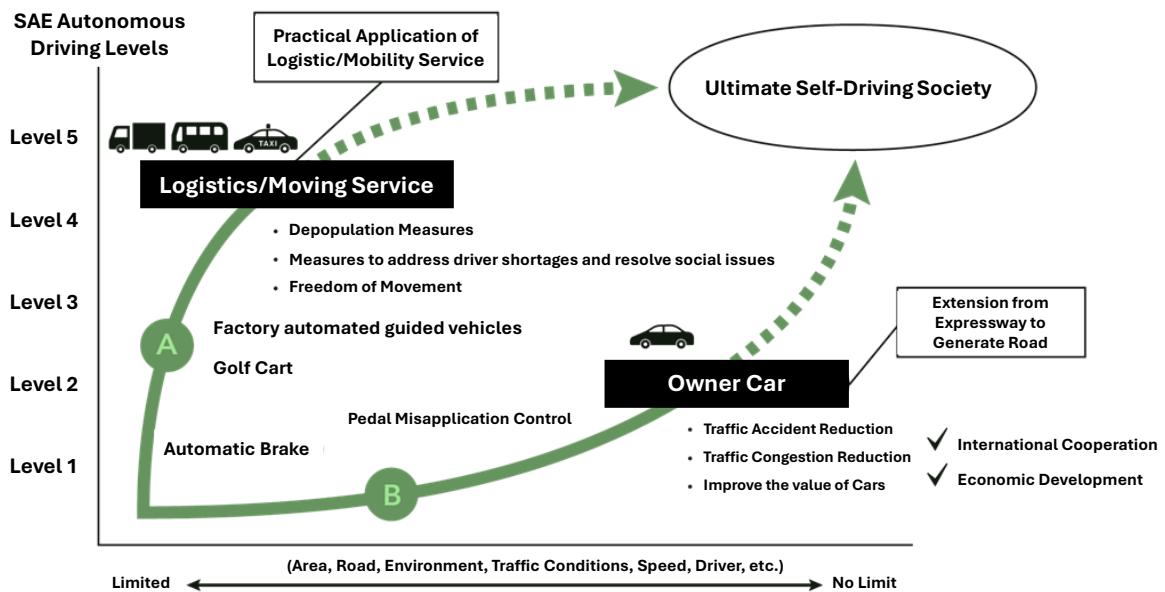 SAE Autonomous
Driving Levels
Practical Application of
Logistic/Mobility Service
Ultimate Self-Driving Society
Level 5
TAXI
Logistics/Moving Service
Level 4
• Depopulation Measures
• Measures to address driver shortages and resolve social issues
• Freedom of Movement
Level 3
Extension from
Expressway to
Generate Road
A
Factory automated guided vehicles
Golf Cart
Level 2
Owner Car
Pedal Misapplication Control
Automatic Brake
Level 1
• Traffic Accident Reduction
• Traffic Congestion Reduction
• Improve the value of Cars
✓ International Cooperation
✓ Economic Development
B
(Area, Road, Environment, Traffic Conditions, Speed, Driver, etc.)
Limited
No Limit